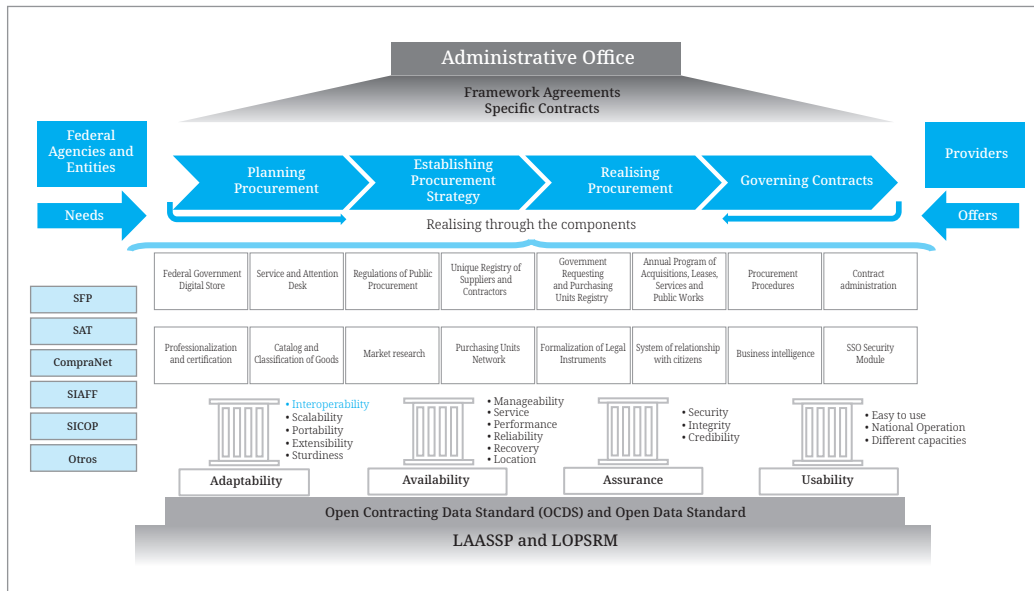 Administrative Office
Framework Agreements
Specific Contracts
Federal
Agencies and
Entities
Needs
Planning
Procurement
Establishing
Procurement
Strategy
Realising
Procurement
Governing Contracts
Providers
Offers
Realising through the components
SFP
SAT
CompraNet
SIAFF
SICOP
Otros
Federal Government
Digital Store
Service and Attention
Desk
Regulations of Public
Procurement
Unique Registry of
Suppliers and
Contractors
Government
Requesting
and Purchasing
Units Registry
Annual Program of
Acquisitions, Leases,
Services and
Public Works
Procurement
Procedures
Contract
administration
Professionalization
and certification
Catalog and
Classification of Goods
Market research
Purchasing Units
Network
Formalization of Legal
Instruments
System of relationship
with citizens
Business intelligence
SSO Security
Module
• Interoperability
• Scalability
• Portability
• Extensibility
• Sturdiness
Adaptability
• Manageability
• Service
• Performance
• Reliability
• Recovery
• Location
Availability
• Security
• Integrity
• Credibility
Assurance
• Easy to use
• National Operation
• Different capacities
Usability
Open Contracting Data Standard (OCDS) and Open Data Standard
LAASSP and LOPSRM